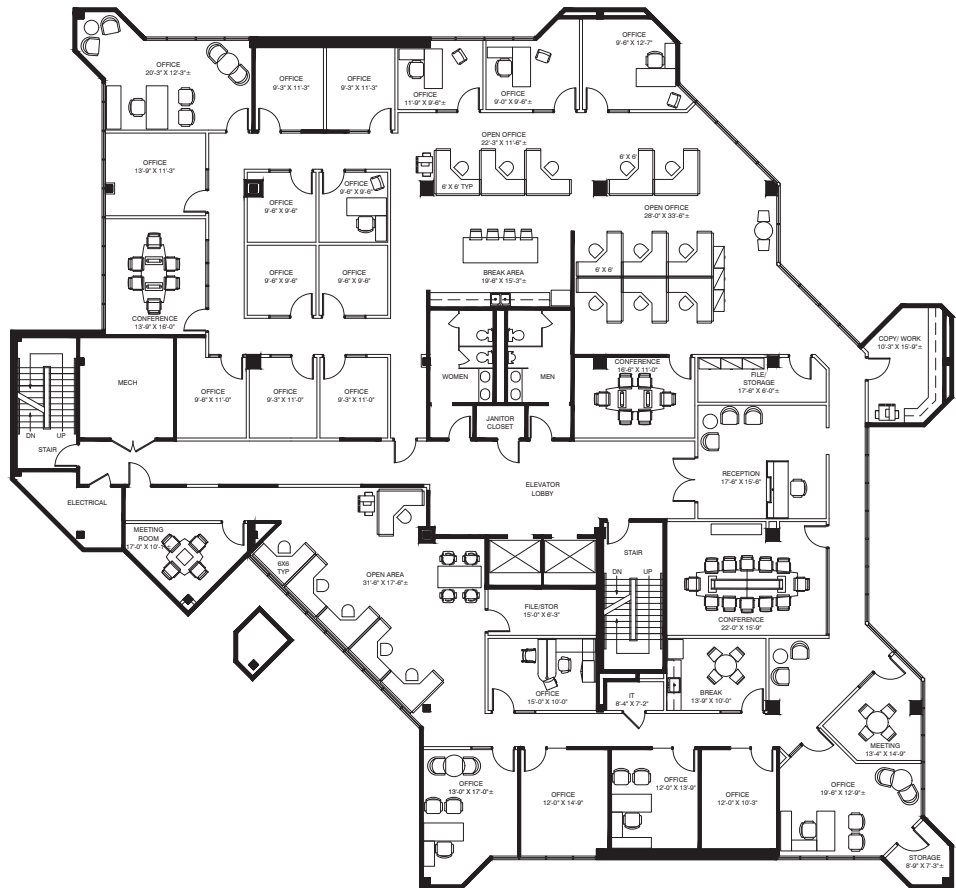 OFFICE
20'-3" X 12'-3"±
OFFICE
9'-3" X 11'-3"
OFFICE
9'-3" X 11'-3"
OFFICE
11'-9" X 9'-6"±
OFFICE
9'-0" X 9'-6"±
OFFICE
9'-6" X 12'-7"
OPEN OFFICE
22'-3" X 11'-6"±
OFFICE
13'-9" X 11'-3"
6' X 6'
6' X 6' TYP
OFFICE
9'-6" X 9'-6"
OFFICE
9'-6" X 9'-6"
OPEN OFFICE
28'-0" X 33'-6"±
BREAK AREA
19'-6" X 15'-3"±
6' X 6'
OFFICE
9'-6" X 9'-6"±
OFFICE
9'-6" X 9'-6"±
CONFERENCE
13'-9" X 16'-0"
COPY/ WORK
10'-3" X 15'-9"±
MECH
OFFICE
9'-6" X 11'-0"
OFFICE
9'-3" X 11'-0"
OFFICE
9'-3" X 11'-0"
WOMEN
MEN
CONFERENCE
16'-6" X 11'-0"
FILE/
STORAGE
17'-6" X 6'-0"±
JANITOR
CLOSET
DN
UP
STAIR
RECEPTION
17'-6" X 15'-6"
ELEVATOR
LOBBY
ELECTRICAL
MEETING
ROOM
17'-0" X 10'-
6X6
TYP
OPEN AREA
31'-6" X 17'-6"±
STAIR
DN
UP
FILE/STOR
15'-0" X 6'-3"
CONFERENCE
22'-0" X 15'-9"
OFFICE
15'-0" X 10'-0"
IT
8'-4" X 7'-2"
BREAK
13'-9" X 10'-0"
MEETING
13'-4" X 14'-9"
OFFICE
13'-0" X 17'-0"±
OFFICE
12'-0" X 14'-9"
OFFICE
12'-0" X 13'-9"
OFFICE
12'-0" X 10'-3"
OFFICE
19'-6" X 12'-9"±
STORAGE
8'-9" X 7'-3"±